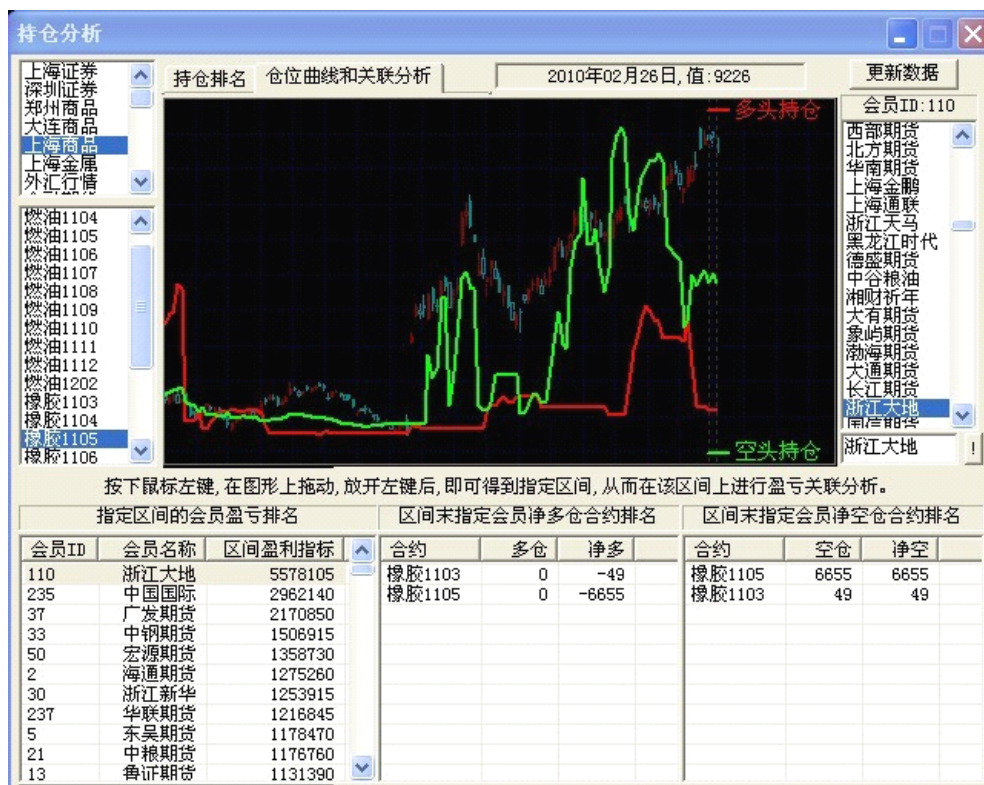 持仓分析
上海证券
深圳证券
郑州商品
大连商品
上海商品
上海金属
外汇行情
持仓排名
仓位曲线和关联分析
2010年02月26日,值:9226
更新数据
多头持仓
空头持仓
会员ID:110
西部期货
北方期货
华南期货
上海金鹏
上海通联
浙江天马
黑龙江时代
德盛期货
中谷粮油
湘财祈年
大有期货
象屿期货
渤海期货
大通期货
长江期货
浙江大地
浙江大地
!
燃油1104
燃油1105
燃油1106
燃油1107
燃油1108
燃油1109
燃油1110
燃油1111
燃油1112
燃油1202
橡胶1103
橡胶1104
橡胶1105
橡胶1106
按下鼠标左键,在图形上拖动,放开左键后,即可得到指定区间,从而在该区间上进行盈亏关联分析。
指定区间的会员盈亏排名
会员ID 会员名称 区间盈利指标
110 浙江大地 5578105
235 中国国际 2962140
37 广发期货 2170850
33 中钢期货 1506915
50 宏源期货 1358730
2 海通期货 1275260
30 浙江新华 1253915
237 华联期货 1216845
5 东吴期货 1178470
21 中粮期货 1176760
13 鲁证期货 1131390
区间末指定会员净多仓合约排名
合约 多仓 净多
橡胶1103 0 -49
橡胶1105 0 -6655
区间末指定会员净空仓合约排名
合约 空仓 净空
橡胶1105 6655 6655
橡胶1103 49 49